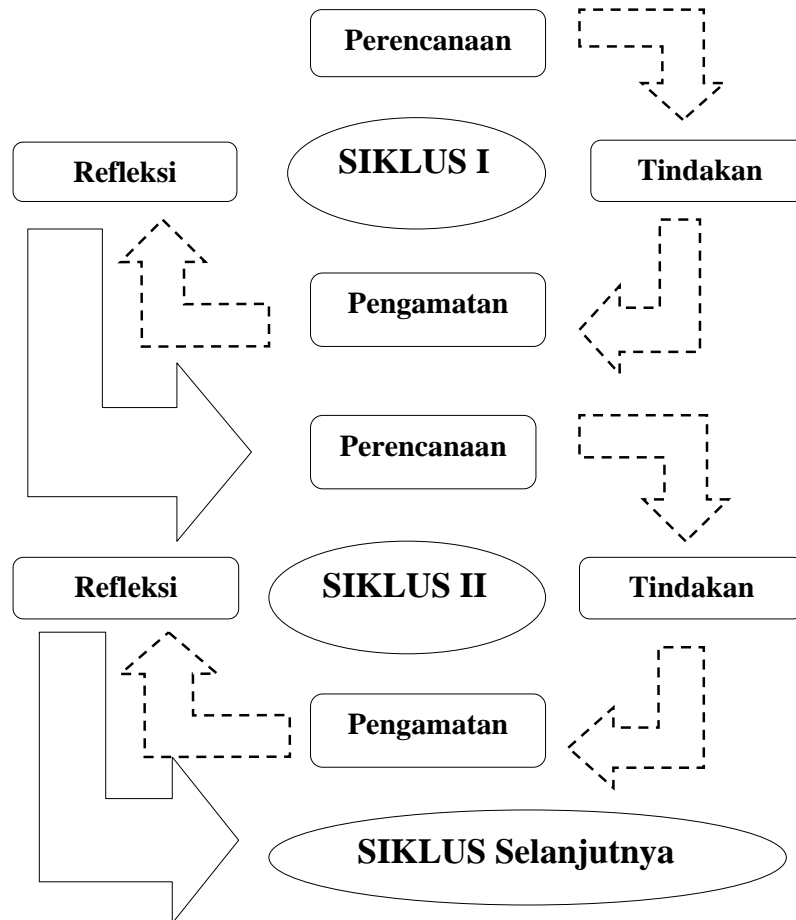 Perencanaan
Refleksi
SIKLUS I
Tindakan
Pengamatan
Perencanaan
Refleksi
SIKLUS II
Tindakan
Pengamatan
SIKLUS Selanjutnya